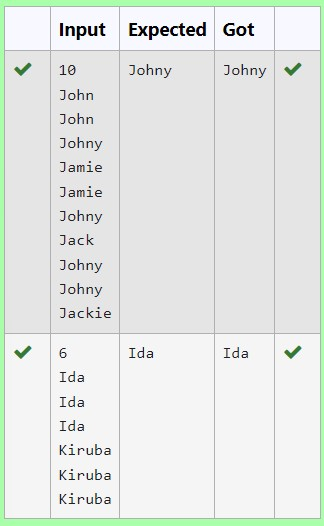 Input Expected Got
10 Johny Johny
John
John
Johny
Jamie
Jamie
Johny
Jack
Johny
Johny
Jackie
6 Ida Ida
Ida
Ida
Ida
Kiruba
Kiruba
Kiruba